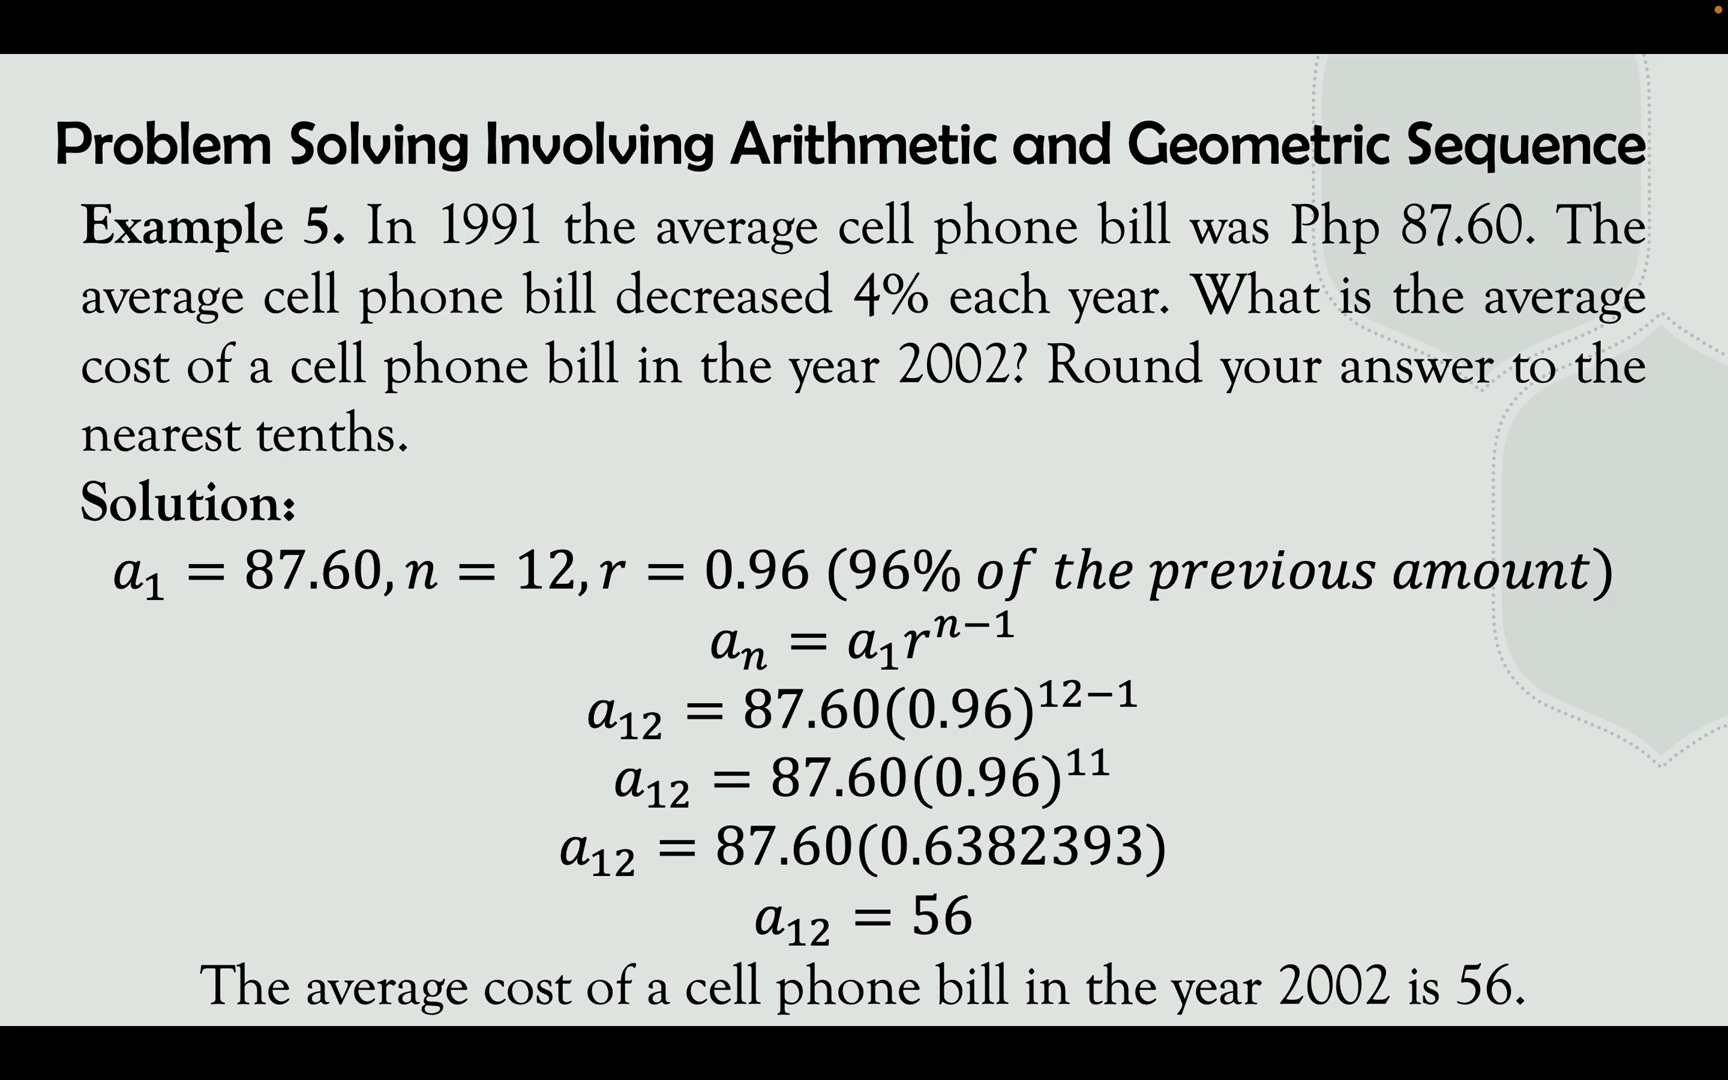 Problem Solving Involving Arithmetic and Geometric Sequence
Example 5. In 1991 the average cell phone bill was Php 87.60. The
average cell phone bill decreased 4% each year. What is the average
cost of a cell phone bill in the year 2002? Round your answer to the
nearest tenths.
Solution:
a₁ = 87.60, n = 12, r = 0.96 (96% of the previous amount)
aₙ = a₁rⁿ⁻¹
a₁₂ = 87.60(0.96)¹²⁻¹
a₁₂ = 87.60(0.96)¹¹
a₁₂ = 87.60(0.6382393)
a₁₂ = 56
The average cost of a cell phone bill in the year 2002 is 56.